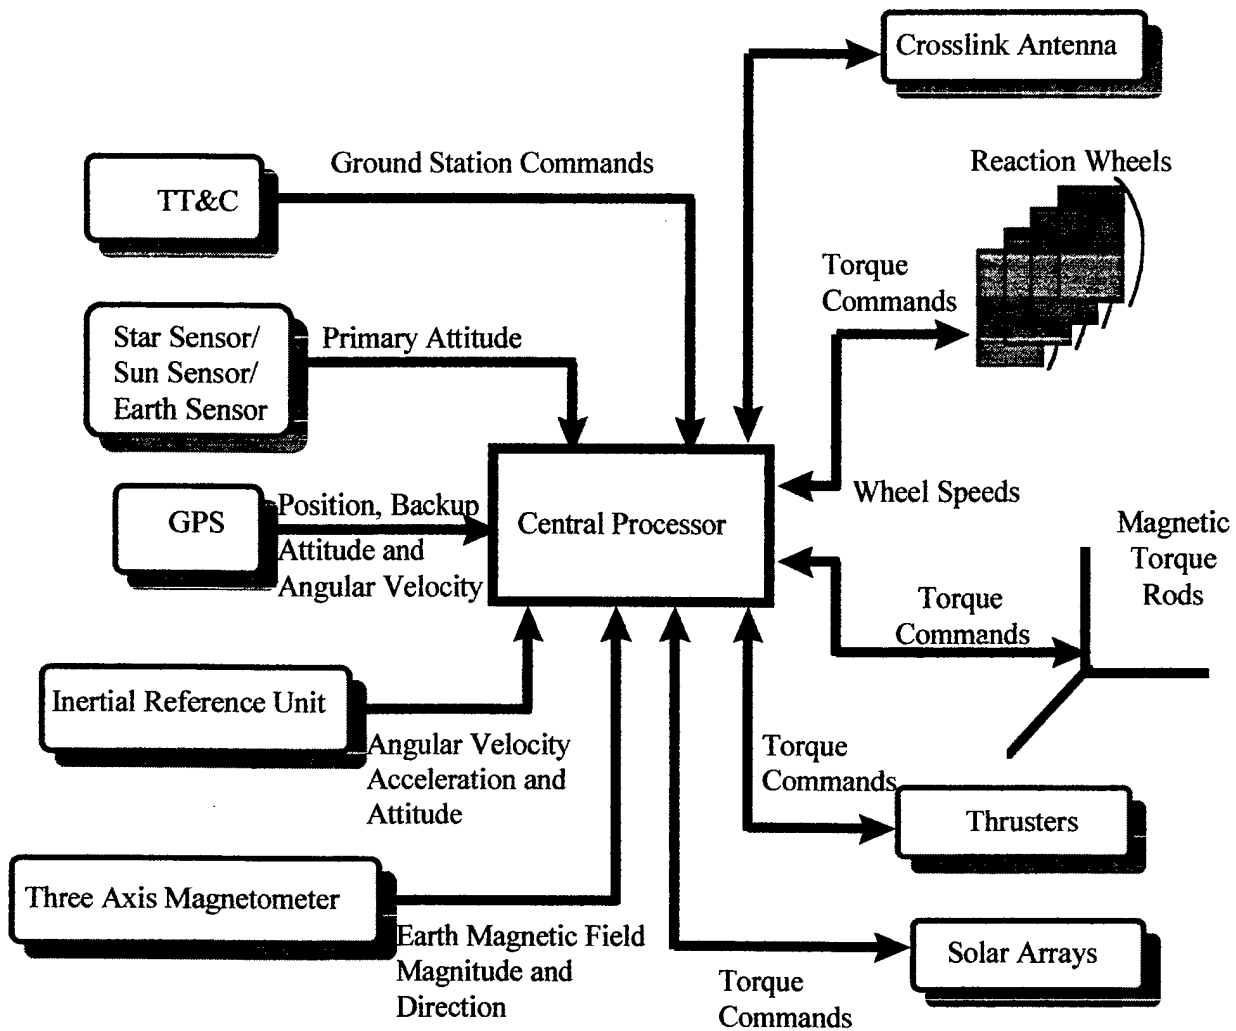 Crosslink Antenna
Reaction Wheels
Ground Station Commands
TT&C
Torque
Commands
Star Sensor/
Sun Sensor/
Earth Sensor
Primary Attitude
Wheel Speeds
GPS
Position, Backup
Attitude and
Angular Velocity
Central Processor
Magnetic
Torque
Rods
Torque
Commands
Inertial Reference Unit
Angular Velocity
Acceleration and
Attitude
Torque
Commands
Thrusters
Three Axis Magnetometer
Earth Magnetic Field
Magnitude and
Direction
Solar Arrays
Torque
Commands